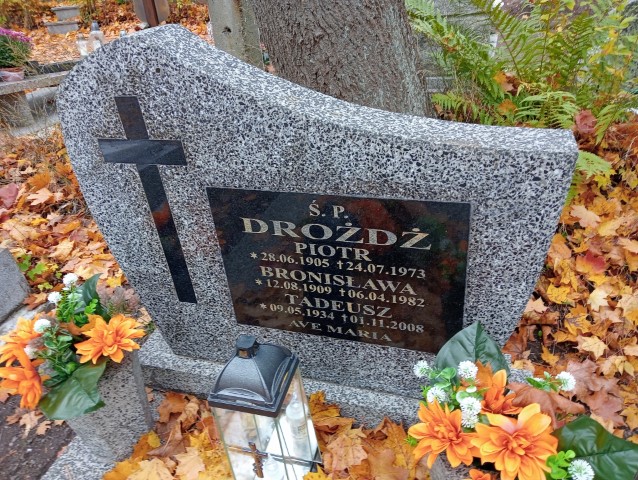 Ś. P.
DROŻDŻ
PIOTR
* 28.06.1905 † 24.07.1973
BRONISŁAWA
* 12.08.1909 † 06.04.1982
TADEUSZ
* 09.05.1934 † 01.11.2008
AVE MARIA